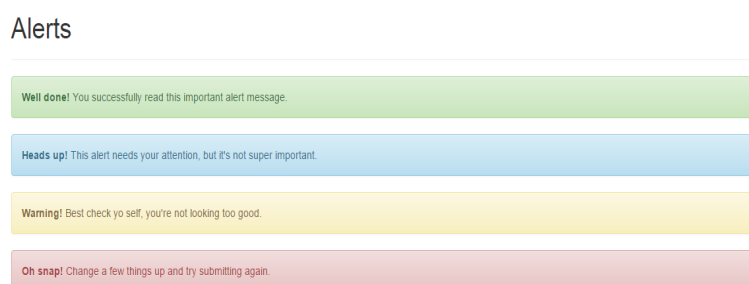 Alerts
Well done! You successfully read this important alert message.
Heads up! This alert needs your attention, but it's not super important.
Warning! Best check yo self, you're not looking too good.
Oh snap! Change a few things up and try submitting again.